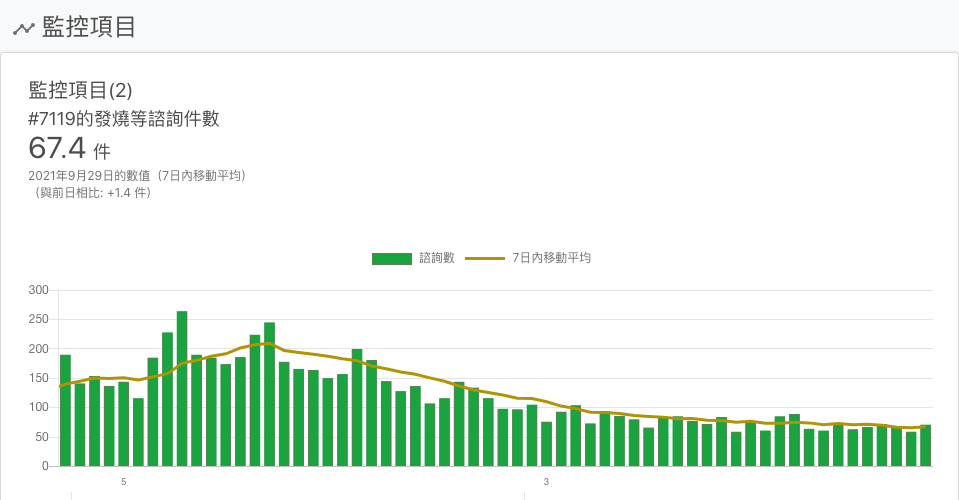 監控項目
監控項目(2)
#7119的發燒等諮詢件數
67.4 件
2021年9月29日的數值（7日內移動平均）
（與前日相比: +1.4 件）
諮詢數 7日內移動平均
300
250
200
150
100
50
0
5 3